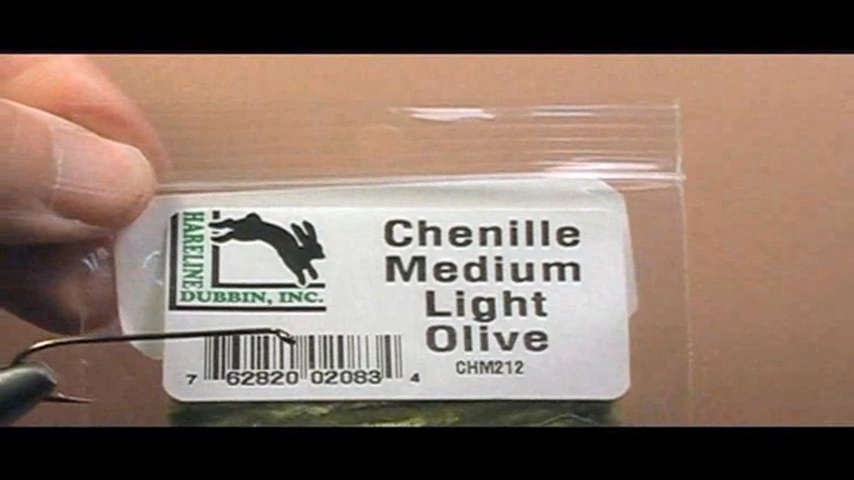 HARELINE
DUBBIN, INC.
Chenille
Medium
Light
Olive
CHM212
7 62820 02083 4